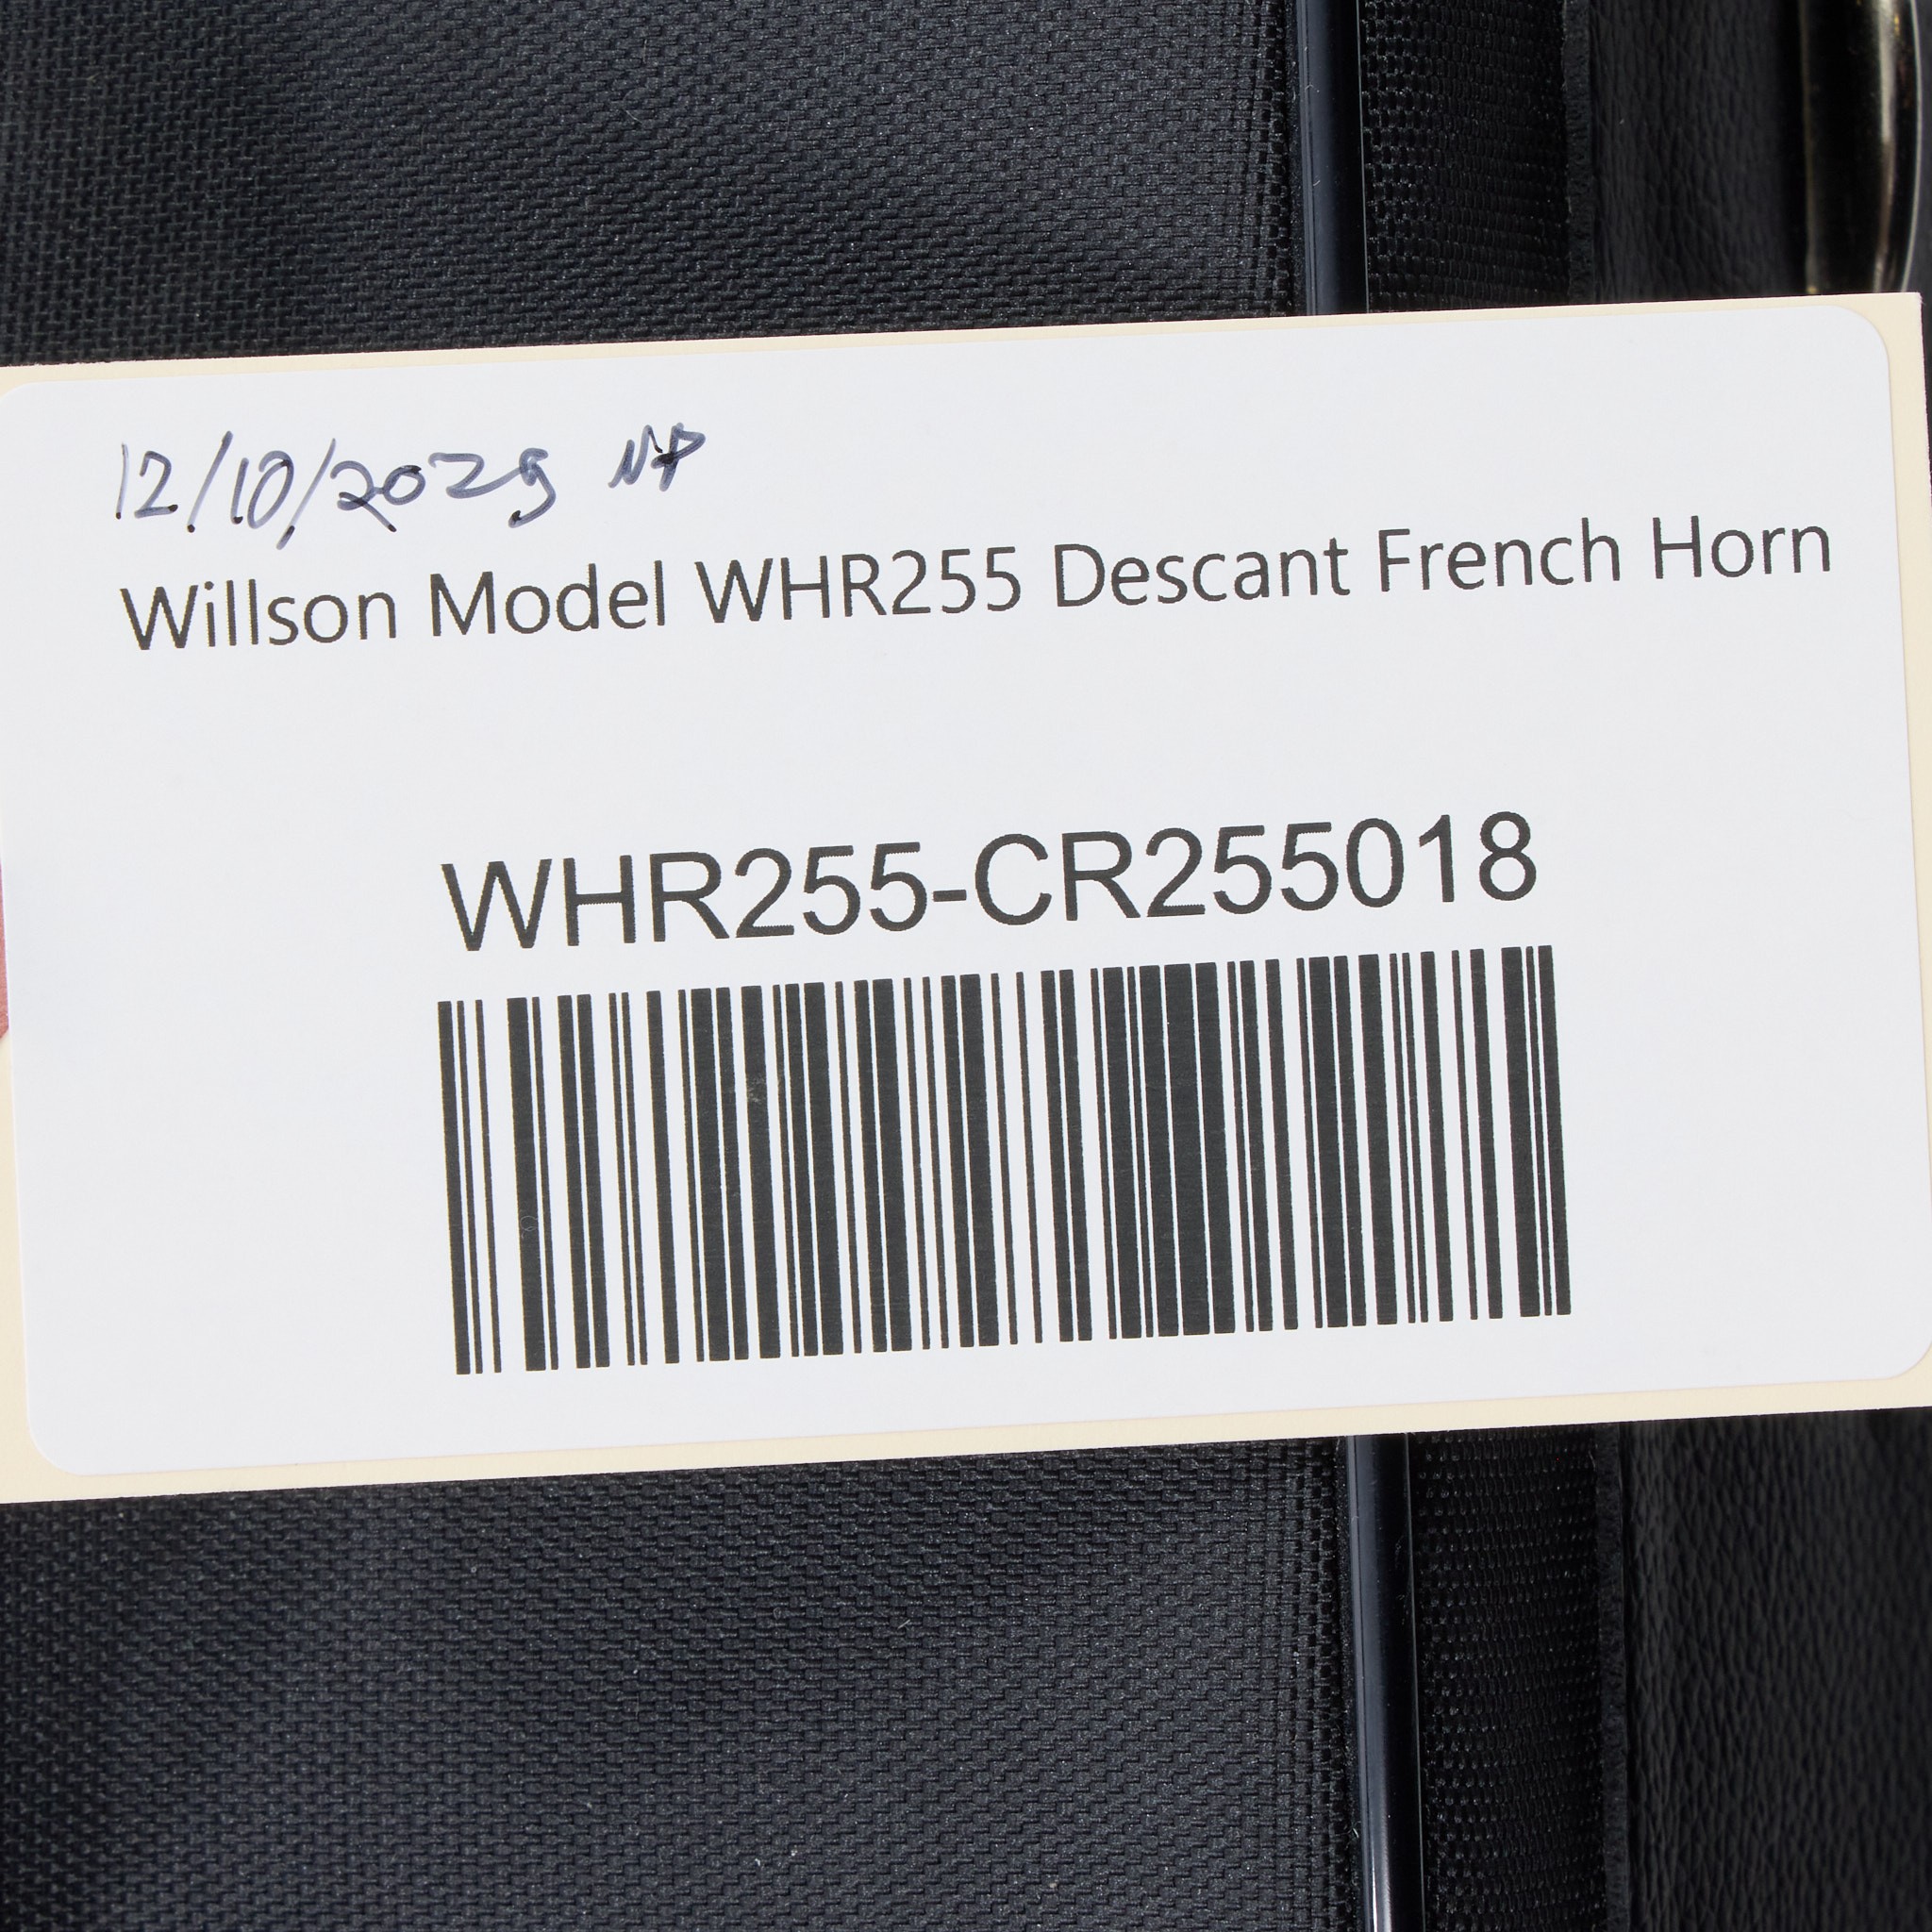 12/10/2025 NP
Willson Model WHR255 Descant French Horn
WHR255-CR255018